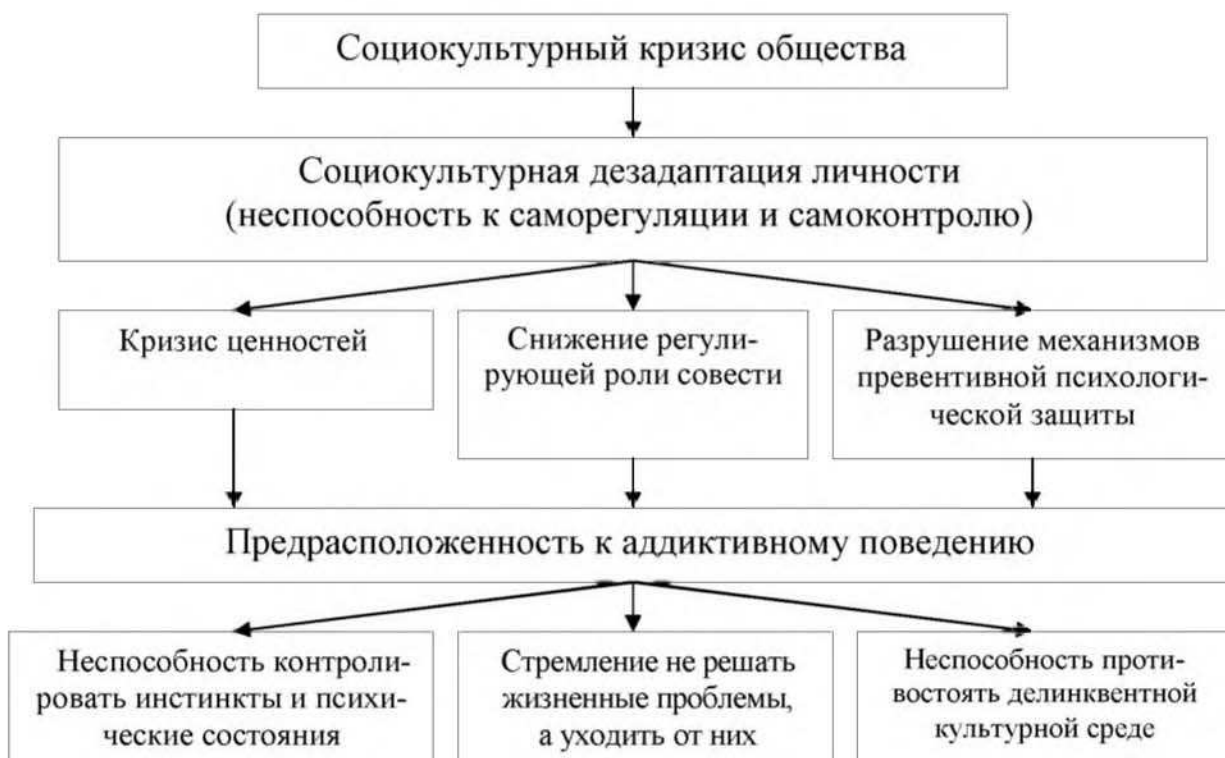 Социокультурный кризис общества
Социокультурная дезадаптация личности
(неспособность к саморегуляции и самоконтролю)
Кризис ценностей
Снижение регули-
рующей роли совести
Разрушение механизмов
превентивной психологи-
ческой защиты
Предрасположенность к аддиктивному поведению
Неспособность контроли-
ровать инстинкты и психи-
ческие состояния
Стремление не решать
жизненные проблемы,
а уходить от них
Неспособность проти-
востоять делинквентной
культурной среде